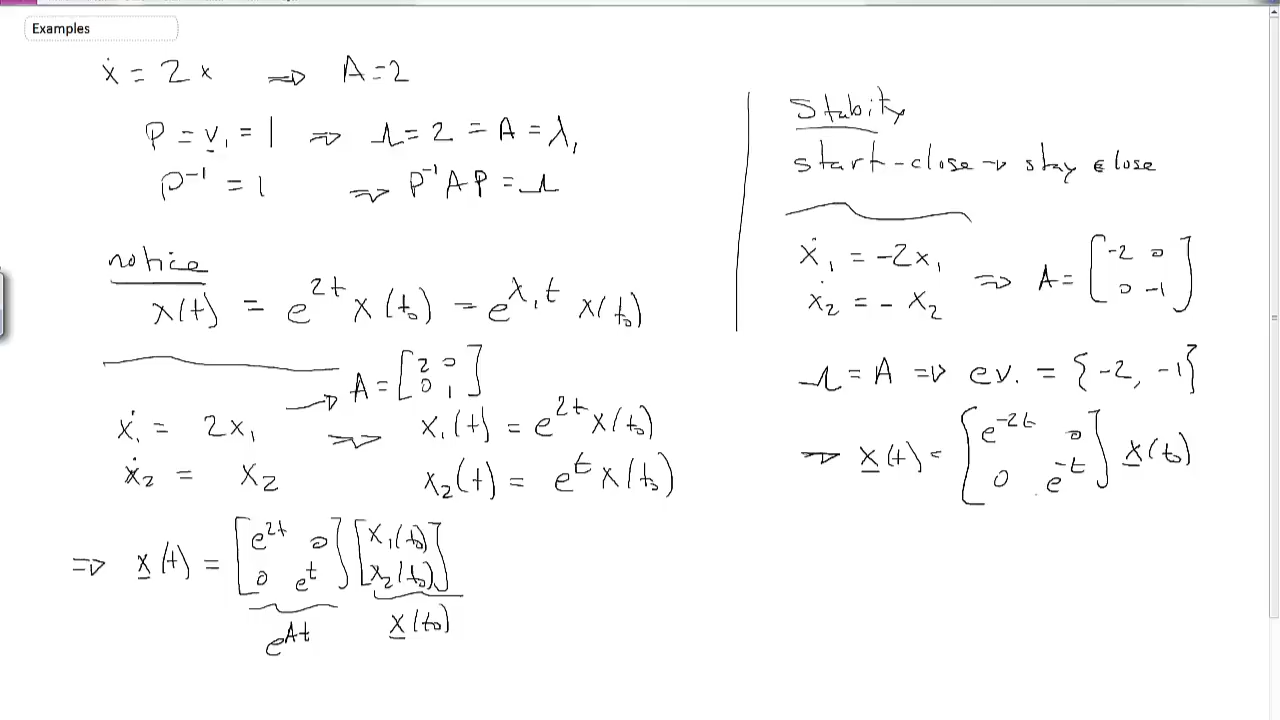 Examples
ẋ = 2x ⇒ A = 2
P = v₁ = 1 ⇒ Λ = 2 = A = λ₁
P⁻¹ = 1 ⇒ P⁻¹AP = Λ
notice
x(t) = e^{2t} x(t₀) = e^{λ₁t} x(t₀)
→ A = [2 0; 0 1]
ẋ₁ = 2x₁ ⇒ x₁(t) = e^{2t} x(t₀)
ẋ₂ = x₂ x₂(t) = e^t x(t₀)
⇒ x(t) = [e^{2t} 0; 0 e^t] [x₁(t₀); x₂(t₀)]
e^{At} x(t₀)
Stability
start-close → stay close
ẋ₁ = -2x₁
ẋ₂ = -x₂ ⇒ A = [-2 0; 0 -1]
Λ = A ⇒ ev. = {-2, -1}
⇒ x(t) = [e^{-2t} 0; 0 e^{-t}] x(t₀)